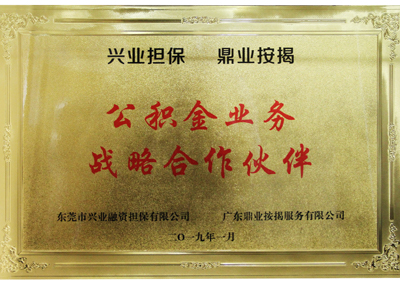 兴业担保 鼎业按揭
公积金业务
战略合作伙伴
东莞市兴业融资担保有限公司 广东鼎业按揭服务有限公司
二〇一九年一月